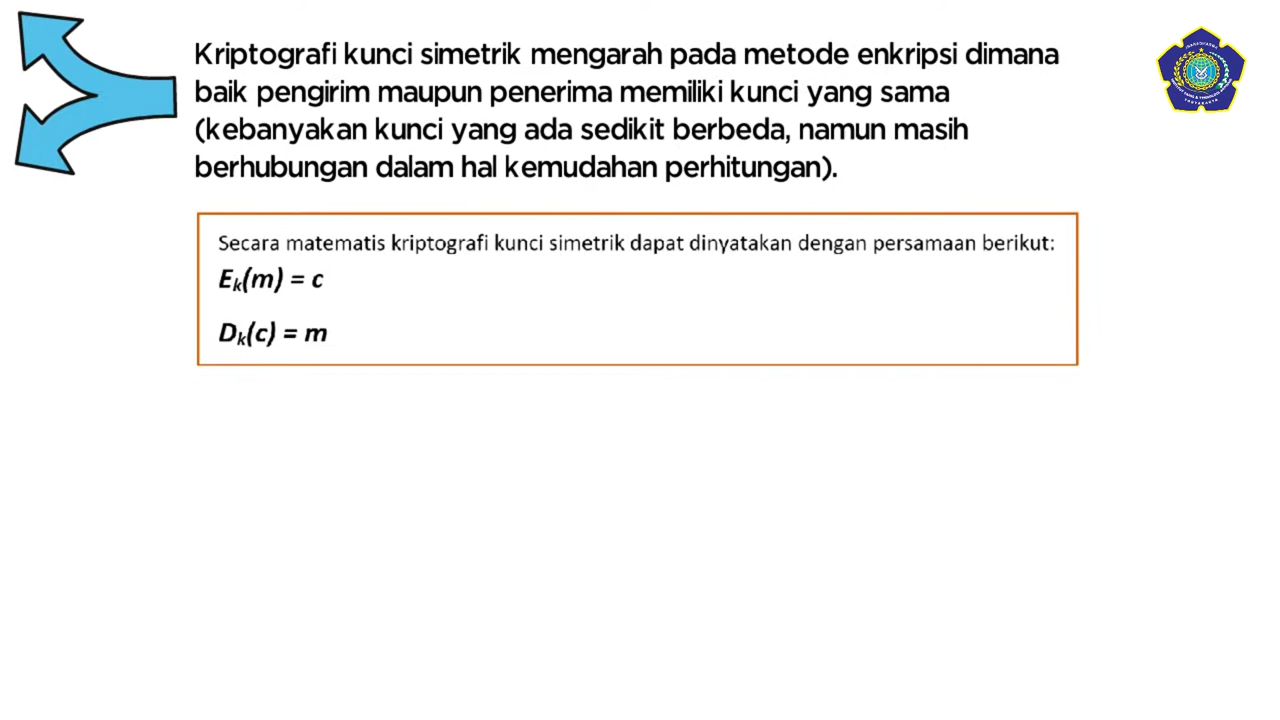 Kriptografi kunci simetrik mengarah pada metode enkripsi dimana
baik pengirim maupun penerima memiliki kunci yang sama
(kebanyakan kunci yang ada sedikit berbeda, namun masih
berhubungan dalam hal kemudahan perhitungan).
Secara matematis kriptografi kunci simetrik dapat dinyatakan dengan persamaan berikut:
Eₖ(m) = c
Dₖ(c) = m